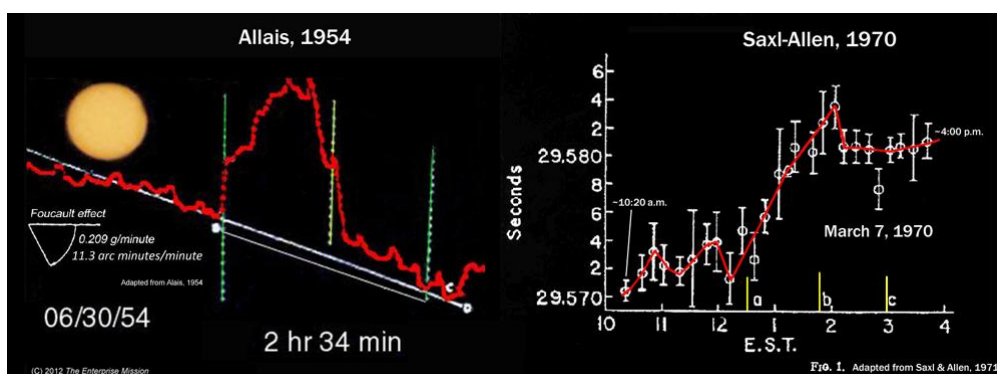 Allais, 1954
Foucault effect
0.209 g/minute
11.3 arc minutes/minute
Adapted from Alais, 1954
B
C
D
06/30/54
2 hr 34 min
(C) 2012 The Enterprise Mission
Saxl-Allen, 1970
Seconds
6
4
2
29.580
8
6
4
2
29.570
~10:20 a.m.
~4:00 p.m.
March 7, 1970
a
b
c
10 11 12 1 2 3 4
E.S.T.
FIG. 1. Adapted from Saxl & Allen, 1971